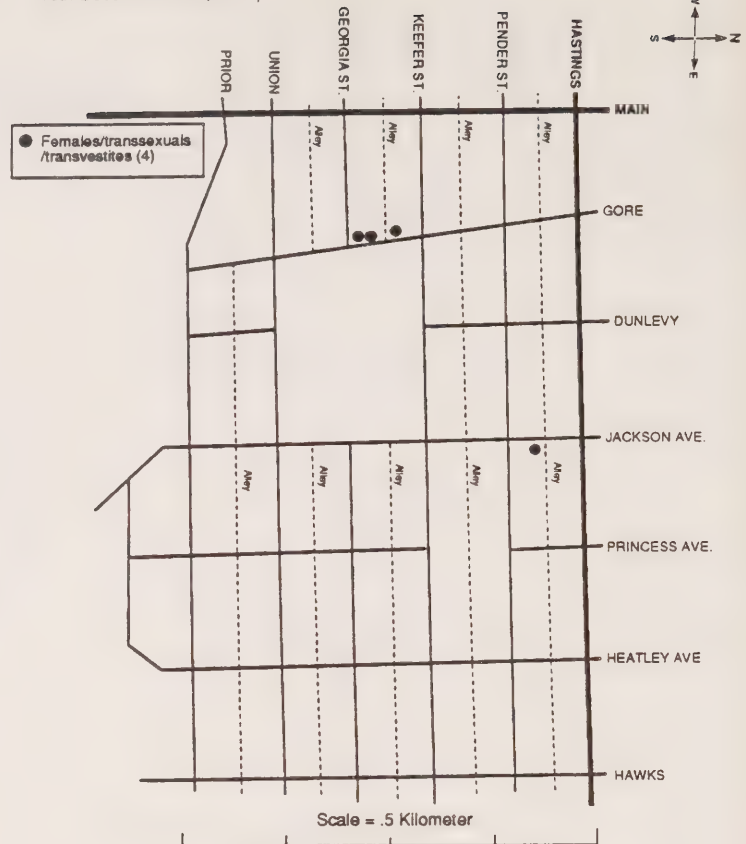 W
N
S
E
PRIOR
UNION
GEORGIA ST.
KEEFER ST.
PENDER ST.
HASTINGS
MAIN
● Females/transsexuals
/transvestites (4)
Alley
Alley
Alley
Alley
GORE
DUNLEVY
JACKSON AVE.
Alley
Alley
Alley
Alley
Alley
PRINCESS AVE.
HEATLEY AVE
HAWKS
Scale = .5 Kilometer